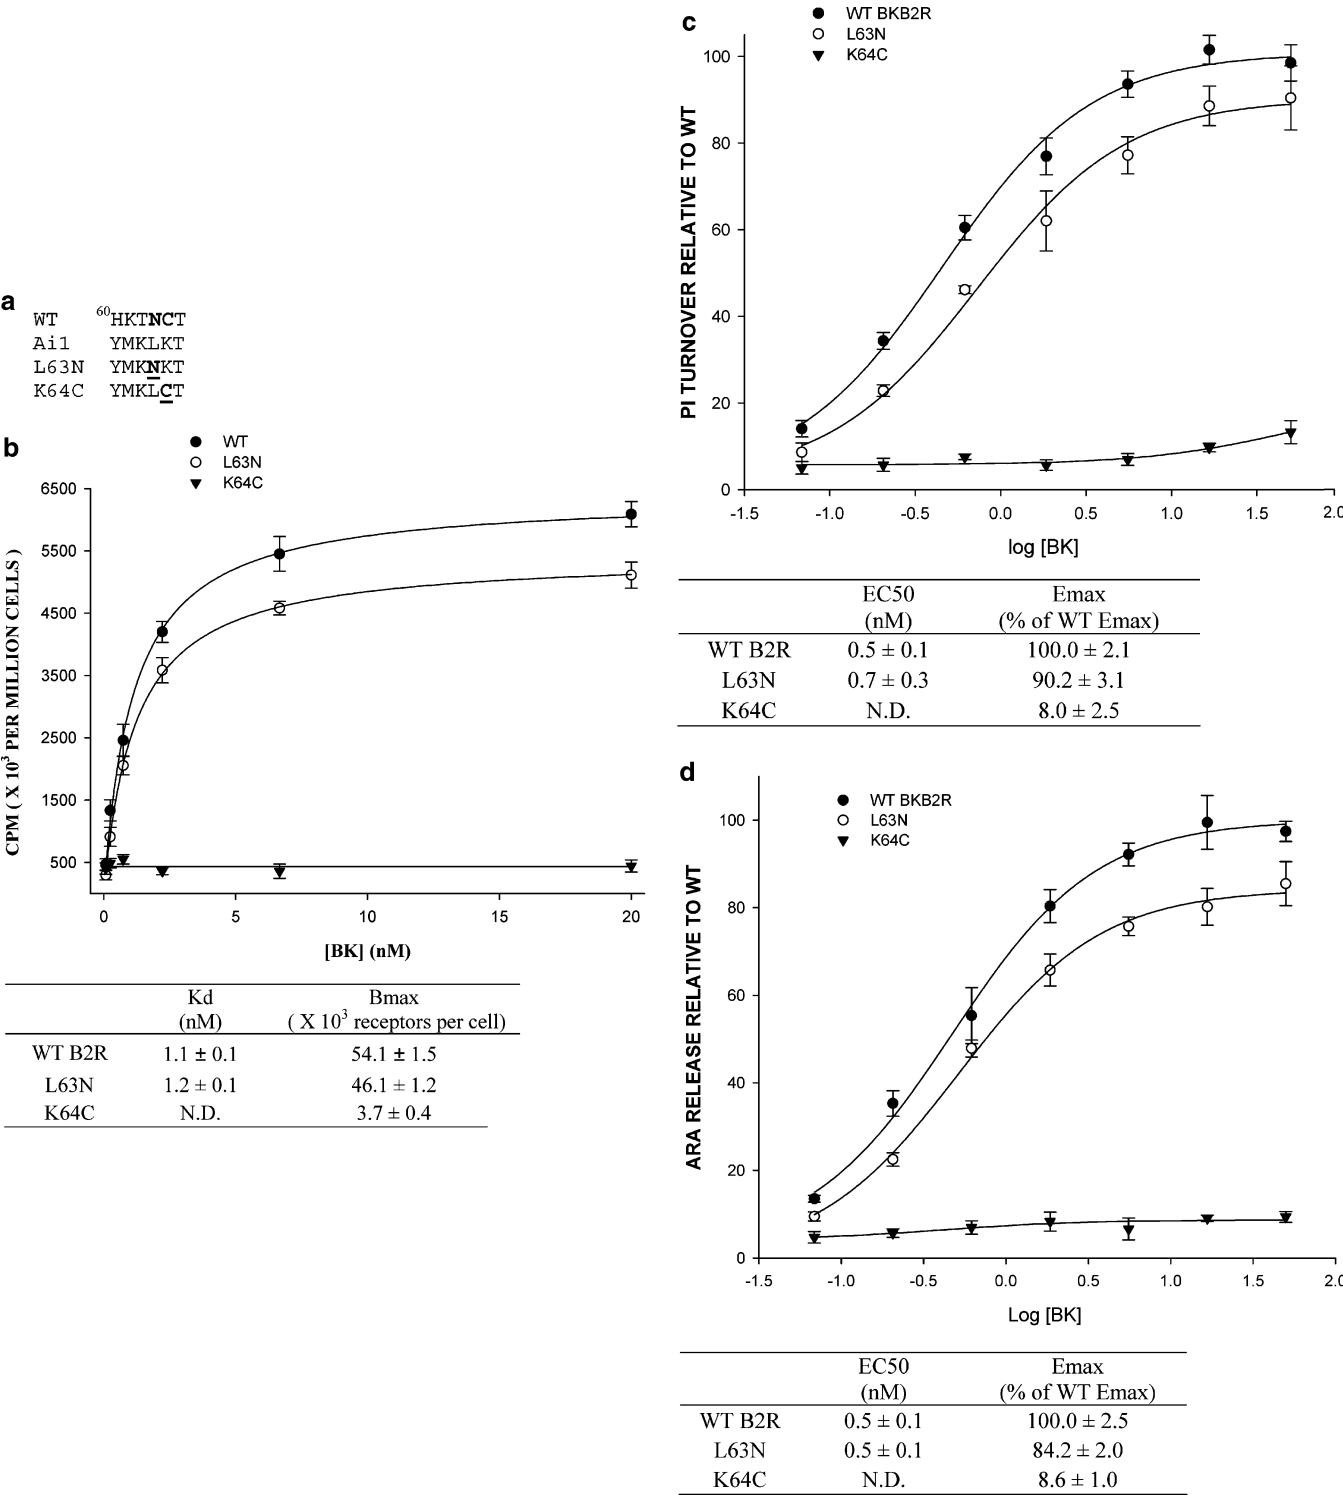 a
WT 60HKTNCT
Ai1 YMKLKT
L63N YMKNKT
K64C YMKLCT
b
WT
L63N
K64C
CPM ( X 10³ PER MILLION CELLS )
6500
5500
4500
3500
2500
1500
500
0 5 10 15 20
[BK] (nM)
Kd Bmax
(nM) ( X 10³ receptors per cell)
WT B2R 1.1 ± 0.1 54.1 ± 1.5
L63N 1.2 ± 0.1 46.1 ± 1.2
K64C N.D. 3.7 ± 0.4
c
WT BKB2R
L63N
K64C
PI TURNOVER RELATIVE TO WT
100
80
60
40
20
0
-1.5 -1.0 -0.5 0.0 0.5 1.0 1.5 2.0
log [BK]
EC50 Emax
(nM) (% of WT Emax)
WT B2R 0.5 ± 0.1 100.0 ± 2.1
L63N 0.7 ± 0.3 90.2 ± 3.1
K64C N.D. 8.0 ± 2.5
d
WT BKB2R
L63N
K64C
ARA RELEASE RELATIVE TO WT
100
80
60
40
20
0
-1.5 -1.0 -0.5 0.0 0.5 1.0 1.5 2.0
Log [BK]
EC50 Emax
(nM) (% of WT Emax)
WT B2R 0.5 ± 0.1 100.0 ± 2.5
L63N 0.5 ± 0.1 84.2 ± 2.0
K64C N.D. 8.6 ± 1.0